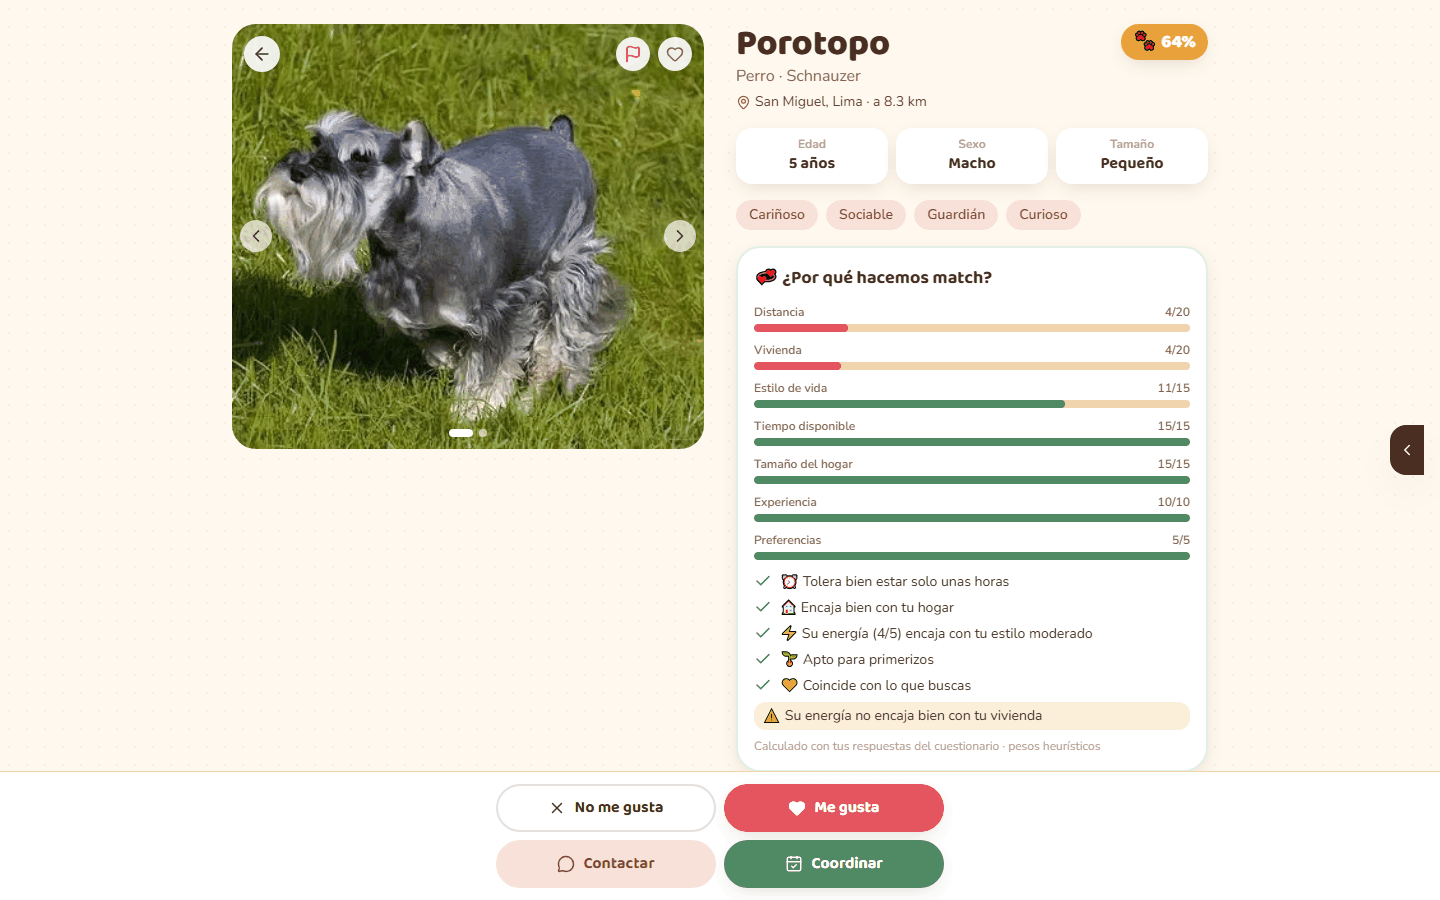 Porotopo
64%
Perro · Schnauzer
San Miguel, Lima · a 8.3 km
Edad
5 años
Sexo
Macho
Tamaño
Pequeño
Cariñoso
Sociable
Guardián
Curioso
¿Por qué hacemos match?
Distancia 4/20
Vivienda 4/20
Estilo de vida 11/15
Tiempo disponible 15/15
Tamaño del hogar 15/15
Experiencia 10/10
Preferencias 5/5
Tolera bien estar solo unas horas
Encaja bien con tu hogar
Su energía (4/5) encaja con tu estilo moderado
Apto para primerizos
Coincide con lo que buscas
Su energía no encaja bien con tu vivienda
Calculado con tus respuestas del cuestionario · pesos heurísticos
No me gusta
Me gusta
Contactar
Coordinar